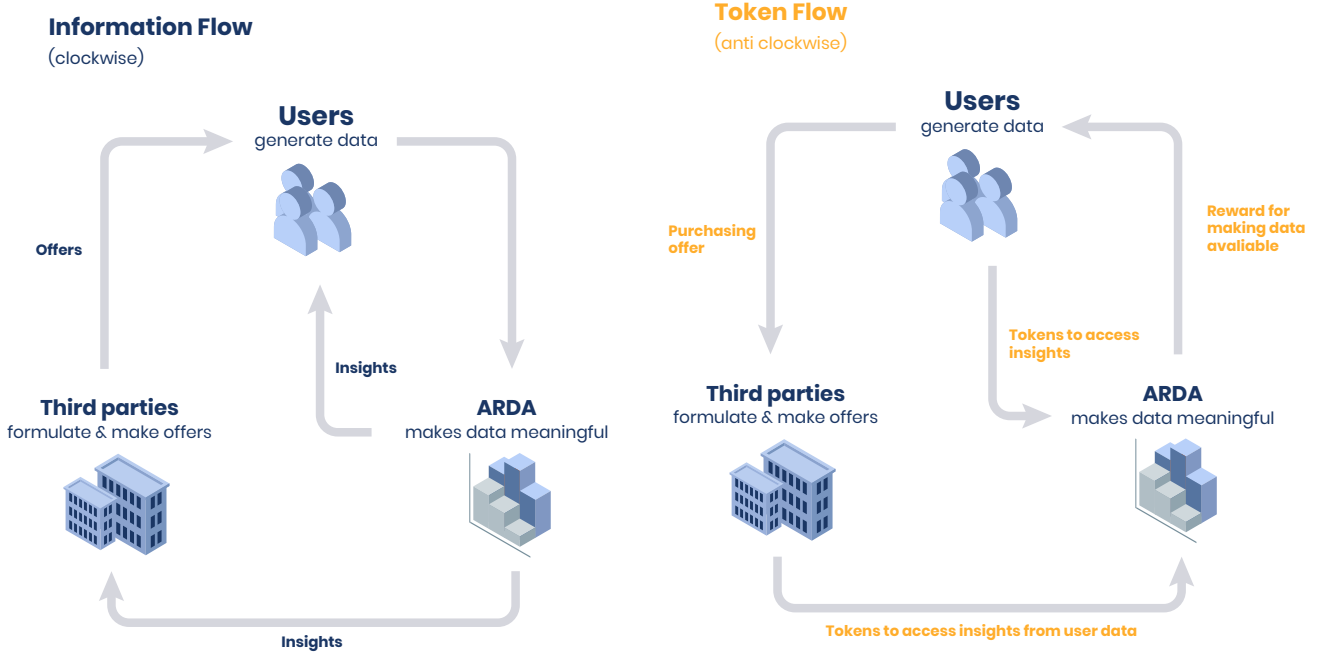 Information Flow
(clockwise)
Users
generate data
Offers
Insights
Third parties
formulate & make offers
ARDA
makes data meaningful
Insights
Token Flow
(anti clockwise)
Users
generate data
Purchasing
offer
Reward for
making data
avaliable
Tokens to access
insights
Third parties
formulate & make offers
ARDA
makes data meaningful
Tokens to access insights from user data